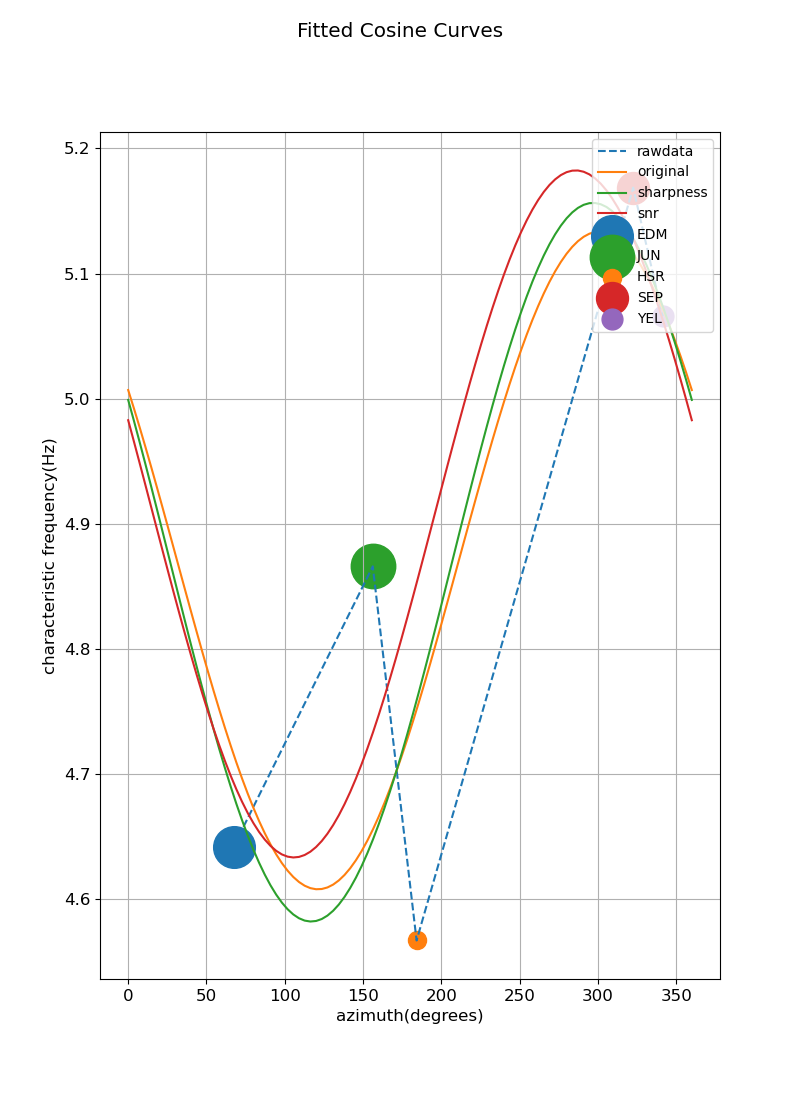 Fitted Cosine Curves
rawdata
original
sharpness
snr
EDM
JUN
HSR
SEP
YEL
5.2
5.1
5.0
4.9
4.8
4.7
4.6
characteristic frequency(Hz)
0 50 100 150 200 250 300 350
azimuth(degrees)